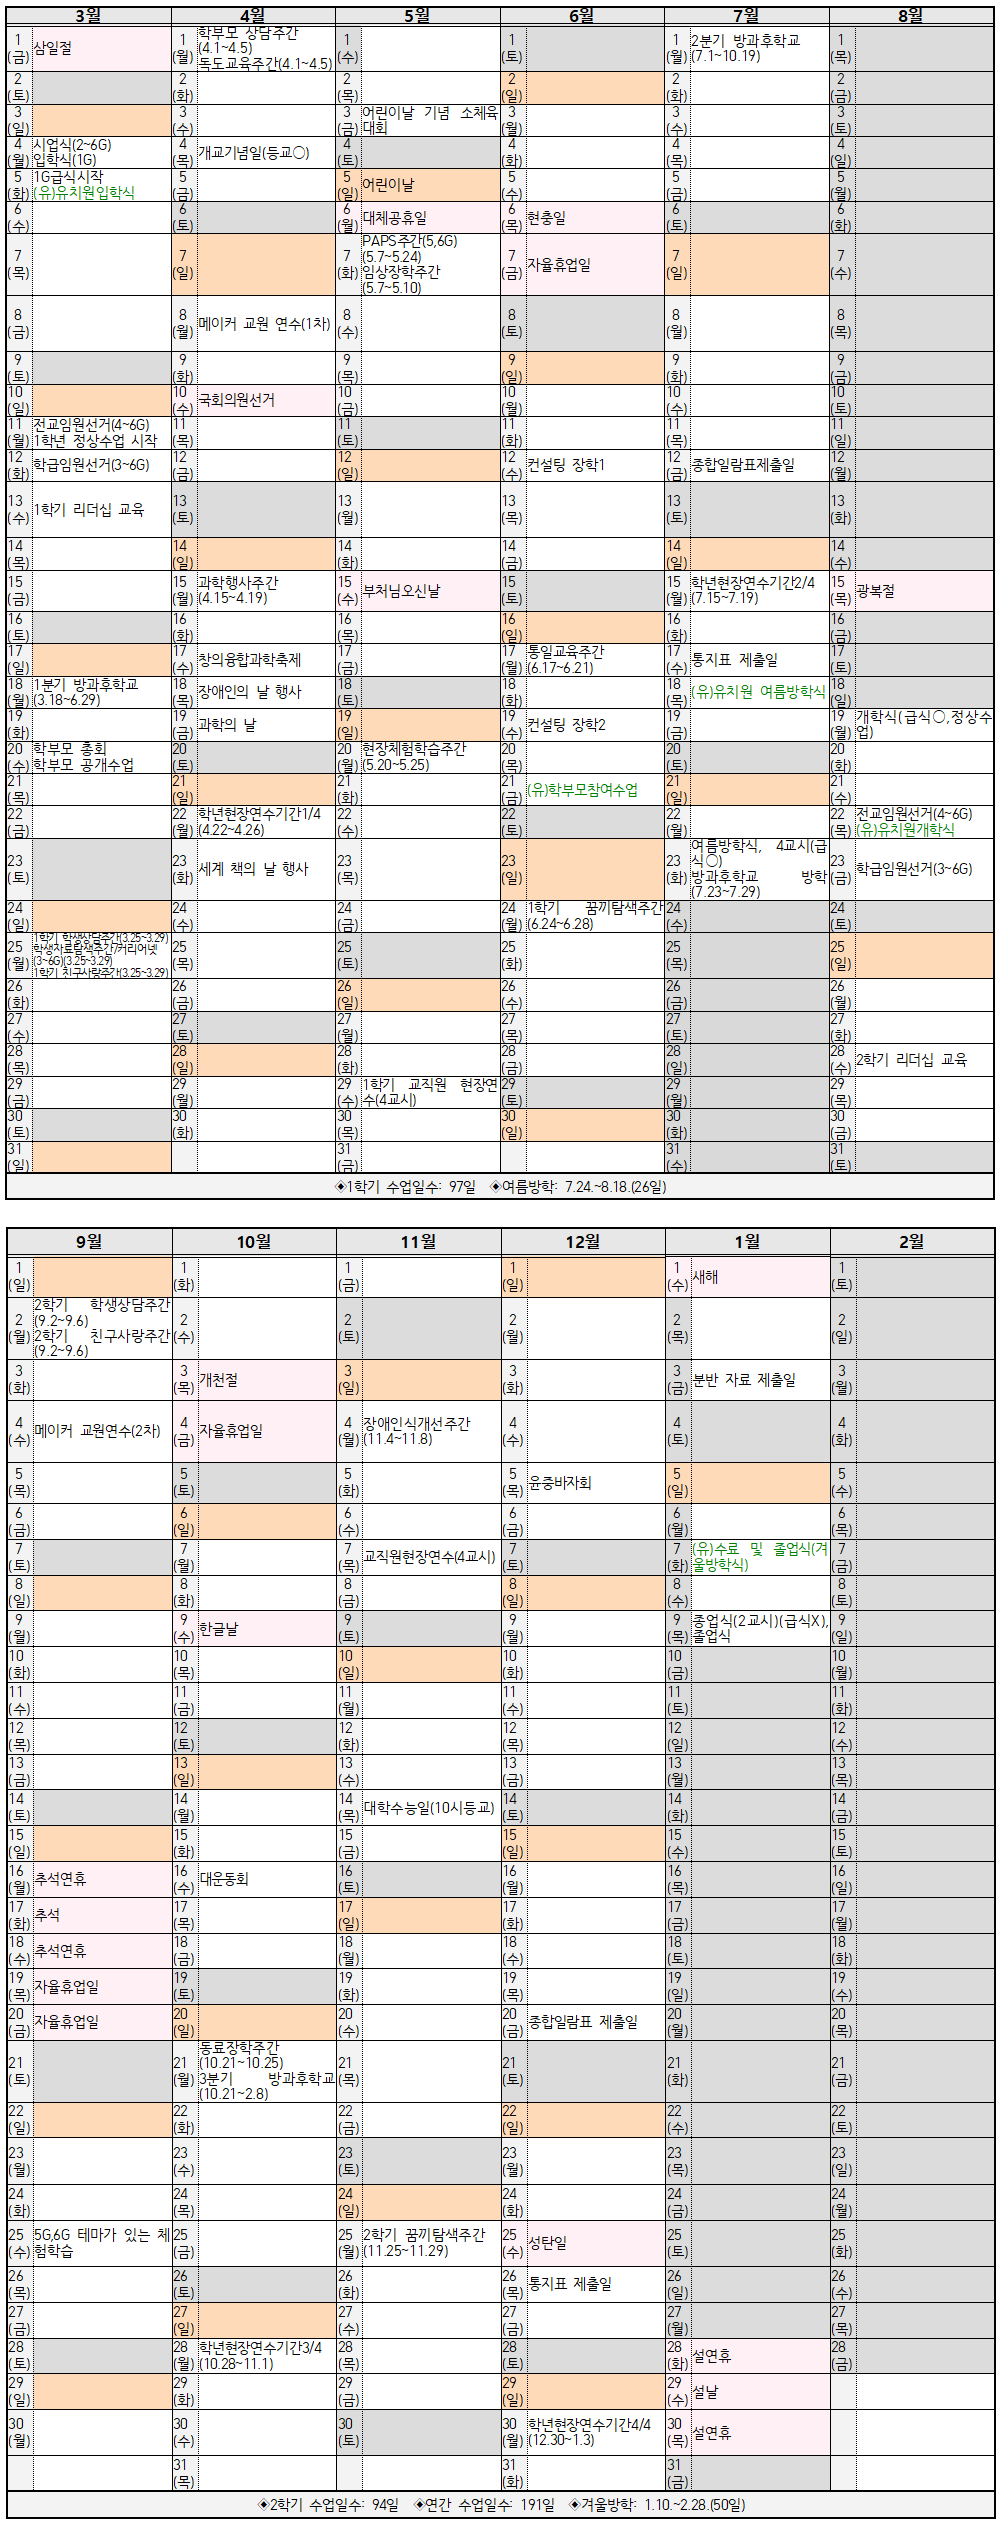 3월 4월 5월 6월 7월 8월
1 (금) 삼일절
1 (월) 학부모 상담주간
(4.1~4.5)
독도교육주간(4.1~4.5)
1 (수)
1 (토)
1 (월) 2분기 방과후학교
(7.1~10.19)
1 (목)
2 (토)
2 (화)
2 (목)
2 (일)
2 (화)
2 (금)
3 (일)
3 (수)
3 (금) 어린이날 기념 소체육
대회
3 (월)
3 (수)
3 (토)
4 (월) 시업식(2~6G)
입학식(1G)
4 (목) 개교기념일(등교○)
4 (토)
4 (화)
4 (목)
4 (일)
5 (화) 1G급식시작
(유)유치원입학식
5 (금)
5 (일) 어린이날
5 (수)
5 (금)
5 (월)
6 (수)
6 (토)
6 (월) 대체공휴일
6 (목) 현충일
6 (토)
6 (화)
7 (목)
7 (일)
7 (화) PAPS주간(5,6G)
(5.7~5.24)
임상장학주간
(5.7~5.10)
7 (금) 자율휴업일
7 (일)
7 (수)
8 (금)
8 (월) 메이커 교원 연수(1차)
8 (수)
8 (토)
8 (월)
8 (목)
9 (토)
9 (화)
9 (목)
9 (일)
9 (화)
9 (금)
10 (일)
10 (수) 국회의원선거
10 (금)
10 (월)
10 (수)
10 (토)
11 (월) 전교임원선거(4~6G)
1학년 정상수업 시작
11 (목)
11 (토)
11 (화)
11 (목)
11 (일)
12 (화) 학급임원선거(3~6G)
12 (금)
12 (일)
12 (수) 컨설팅 장학1
12 (금) 종합일람표제출일
12 (월)
13 (수) 1학기 리더십 교육
13 (토)
13 (월)
13 (목)
13 (토)
13 (화)
14 (목)
14 (일)
14 (화)
14 (금)
14 (일)
14 (수)
15 (금)
15 (월) 과학행사주간
(4.15~4.19)
15 (수) 부처님오신날
15 (토)
15 (월) 학년현장연수기간2/4
(7.15~7.19)
15 (목) 광복절
16 (토)
16 (화)
16 (목)
16 (일)
16 (화)
16 (금)
17 (일)
17 (수) 창의융합과학축제
17 (금)
17 (월) 통일교육주간
(6.17~6.21)
17 (수) 통지표 제출일
17 (토)
18 (월) 1분기 방과후학교
(3.18~6.29)
18 (목) 장애인의 날 행사
18 (토)
18 (화)
18 (목) (유)유치원 여름방학식
18 (일)
19 (화)
19 (금) 과학의 날
19 (일)
19 (수) 컨설팅 장학2
19 (금)
19 (월) 개학식(급식○,정상수
업)
20 (수) 학부모 총회
학부모 공개수업
20 (토)
20 (월) 현장체험학습주간
(5.20~5.25)
20 (목)
20 (토)
20 (화)
21 (목)
21 (일)
21 (화)
21 (금) (유)학부모참여수업
21 (일)
21 (수)
22 (금)
22 (월) 학년현장연수기간1/4
(4.22~4.26)
22 (수)
22 (토)
22 (월)
22 (목) 전교임원선거(4~6G)
(유)유치원개학식
23 (토)
23 (화) 세계 책의 날 행사
23 (목)
23 (일)
23 (화) 여름방학식, 4교시(급
식○)
방과후학교 방학
(7.23~7.29)
23 (금) 학급임원선거(3~6G)
24 (일)
24 (수)
24 (금)
24 (월) 1학기 꿈끼탐색주간
(6.24~6.28)
24 (수)
24 (토)
25 (월) 1학기 학생상담주간(3.25~3.29)
학생자료탐색주간/커리어넷
(3~6G)(3.25~3.29)
1학기 친구사랑주간(3.25~3.29)
25 (목)
25 (토)
25 (화)
25 (목)
25 (일)
26 (화)
26 (금)
26 (일)
26 (수)
26 (금)
26 (월)
27 (수)
27 (토)
27 (월)
27 (목)
27 (토)
27 (화)
28 (목)
28 (일)
28 (화)
28 (금)
28 (일)
28 (수) 2학기 리더십 교육
29 (금)
29 (월)
29 (수) 1학기 교직원 현장연
수(4교시)
29 (토)
29 (월)
29 (목)
30 (토)
30 (화)
30 (목)
30 (일)
30 (화)
30 (금)
31 (일)
31 (금)
31 (수)
31 (토)
◈1학기 수업일수: 97일 ◈여름방학: 7.24.~8.18.(26일)
9월 10월 11월 12월 1월 2월
1 (일)
1 (화)
1 (금)
1 (일)
1 (수) 새해
1 (토)
2 (월) 2학기 학생상담주간
(9.2~9.6)
2학기 친구사랑주간
(9.2~9.6)
2 (수)
2 (토)
2 (월)
2 (목)
2 (일)
3 (화)
3 (목) 개천절
3 (일)
3 (화)
3 (금) 분반 자료 제출일
3 (월)
4 (수) 메이커 교원연수(2차)
4 (금) 자율휴업일
4 (월) 장애인식개선주간
(11.4~11.8)
4 (수)
4 (토)
4 (화)
5 (목)
5 (토)
5 (화)
5 (목) 윤중바자회
5 (일)
5 (수)
6 (금)
6 (일)
6 (수)
6 (금)
6 (월)
6 (목)
7 (토)
7 (월)
7 (목) 교직원현장연수(4교시)
7 (토)
7 (화) (유)수료 및 졸업식(겨
울방학식)
7 (금)
8 (일)
8 (화)
8 (금)
8 (일)
8 (수)
8 (토)
9 (월)
9 (수) 한글날
9 (토)
9 (월)
9 (목) 종업식(2교시)(급식X),
졸업식
9 (일)
10 (화)
10 (목)
10 (일)
10 (화)
10 (금)
10 (월)
11 (수)
11 (금)
11 (월)
11 (수)
11 (토)
11 (화)
12 (목)
12 (토)
12 (화)
12 (목)
12 (일)
12 (수)
13 (금)
13 (일)
13 (수)
13 (금)
13 (월)
13 (목)
14 (토)
14 (월)
14 (목) 대학수능일(10시등교)
14 (토)
14 (화)
14 (금)
15 (일)
15 (화)
15 (금)
15 (일)
15 (수)
15 (토)
16 (월) 추석연휴
16 (수) 대운동회
16 (토)
16 (월)
16 (목)
16 (일)
17 (화) 추석
17 (목)
17 (일)
17 (화)
17 (금)
17 (월)
18 (수) 추석연휴
18 (금)
18 (월)
18 (수)
18 (토)
18 (화)
19 (목) 자율휴업일
19 (토)
19 (화)
19 (목)
19 (일)
19 (수)
20 (금) 자율휴업일
20 (일)
20 (수)
20 (금) 종합일람표 제출일
20 (월)
20 (목)
21 (토)
21 (월) 동료장학주간
(10.21~10.25)
3분기 방과후학교
(10.21~2.8)
21 (목)
21 (토)
21 (화)
21 (금)
22 (일)
22 (화)
22 (금)
22 (일)
22 (수)
22 (토)
23 (월)
23 (수)
23 (토)
23 (월)
23 (목)
23 (일)
24 (화)
24 (목)
24 (일)
24 (화)
24 (금)
24 (월)
25 (수) 5G,6G 테마가 있는 체
험학습
25 (금)
25 (월) 2학기 꿈끼탐색주간
(11.25~11.29)
25 (수) 성탄일
25 (토)
25 (화)
26 (목)
26 (토)
26 (화)
26 (목) 통지표 제출일
26 (일)
26 (수)
27 (금)
27 (일)
27 (수)
27 (금)
27 (월)
27 (목)
28 (토)
28 (월) 학년현장연수기간3/4
(10.28~11.1)
28 (목)
28 (토)
28 (화) 설연휴
28 (금)
29 (일)
29 (화)
29 (금)
29 (일)
29 (수) 설날
30 (월)
30 (수)
30 (토)
30 (월) 학년현장연수기간4/4
(12.30~1.3)
30 (목) 설연휴
31 (목)
31 (화)
31 (금)
◈2학기 수업일수: 94일 ◈연간 수업일수: 191일 ◈겨울방학: 1.10.~2.28.(50일)